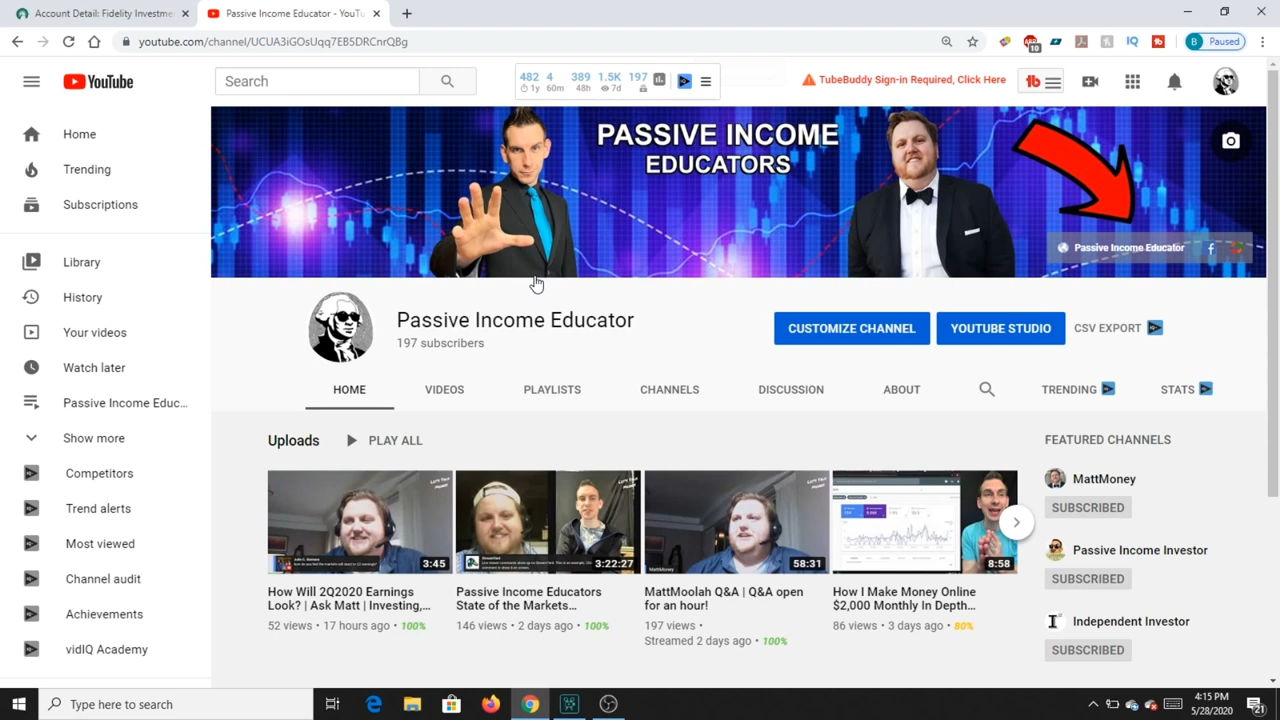 Account Detail: Fidelity Investme
Passive Income Educator - YouTu
youtube.com/channel/UCUA3iGOsUqq7EB5DRCnrQBg
10
IQ
tb
B Paused
YouTube
Search
482 4 389 1.5K 197
1y 60m 48h 7d
TubeBuddy Sign-in Required, Click Here
tb
Home
Trending
Subscriptions
Library
History
Your videos
Watch later
Passive Income Educ...
Show more
Competitors
Trend alerts
Most viewed
Channel audit
Achievements
vidIQ Academy
PASSIVE INCOME
EDUCATORS
Passive Income Educator
f
Passive Income Educator
197 subscribers
CUSTOMIZE CHANNEL
YOUTUBE STUDIO
CSV EXPORT
HOME
VIDEOS
PLAYLISTS
CHANNELS
DISCUSSION
ABOUT
TRENDING
STATS
Uploads
PLAY ALL
FEATURED CHANNELS
MattMoney
SUBSCRIBED
Passive Income Investor
SUBSCRIBED
Independent Investor
SUBSCRIBED
3:45
How Will 2Q2020 Earnings
Look? | Ask Matt | Investing,...
52 views • 17 hours ago • 100%
3:22:27
Passive Income Educators
State of the Markets...
146 views • 2 days ago • 100%
MattMoney
58:31
MattMoolah Q&A | Q&A open
for an hour!
197 views •
Streamed 2 days ago • 100%
8:58
How I Make Money Online
$2,000 Monthly In Depth...
86 views • 3 days ago • 80%
Type here to search
4:15 PM
5/28/2020
21